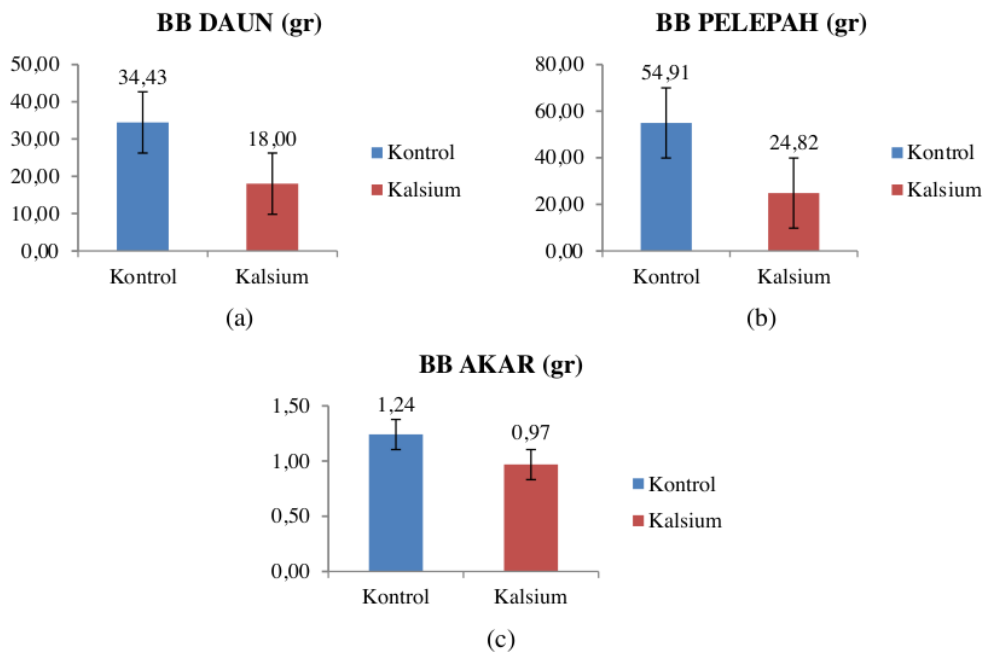 BB DAUN (gr)
50,00
40,00
30,00
20,00
10,00
0,00
34,43
18,00
Kontrol
Kalsium
Kontrol
Kalsium
(a)
BB PELEPAH (gr)
80,00
60,00
40,00
20,00
0,00
54,91
24,82
Kontrol
Kalsium
Kontrol
Kalsium
(b)
BB AKAR (gr)
1,50
1,00
0,50
0,00
1,24
0,97
Kontrol
Kalsium
Kontrol
Kalsium
(c)